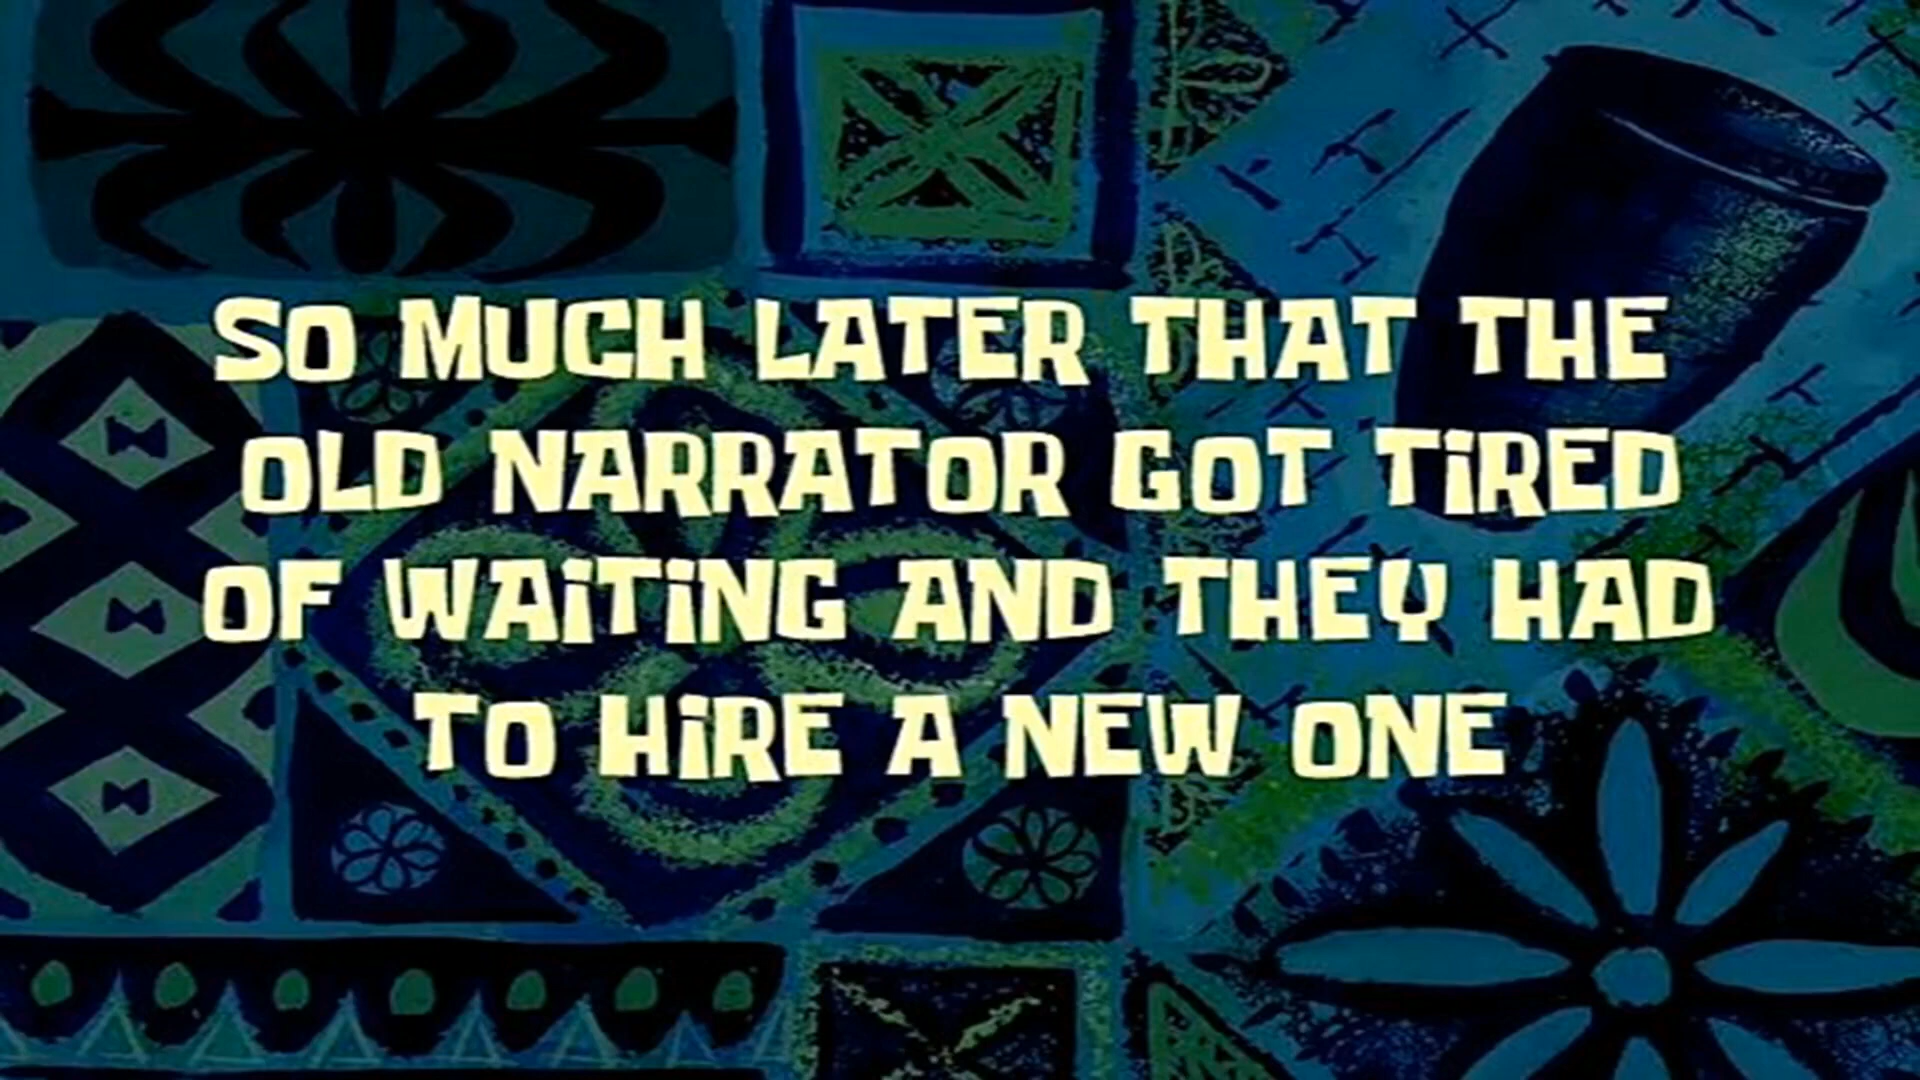 SO MUCH LATER THAT THE
OLD NARRATOR GOT TiRED
OF WAiTiNG AND THEY HAD
TO HiRE A NEW ONE